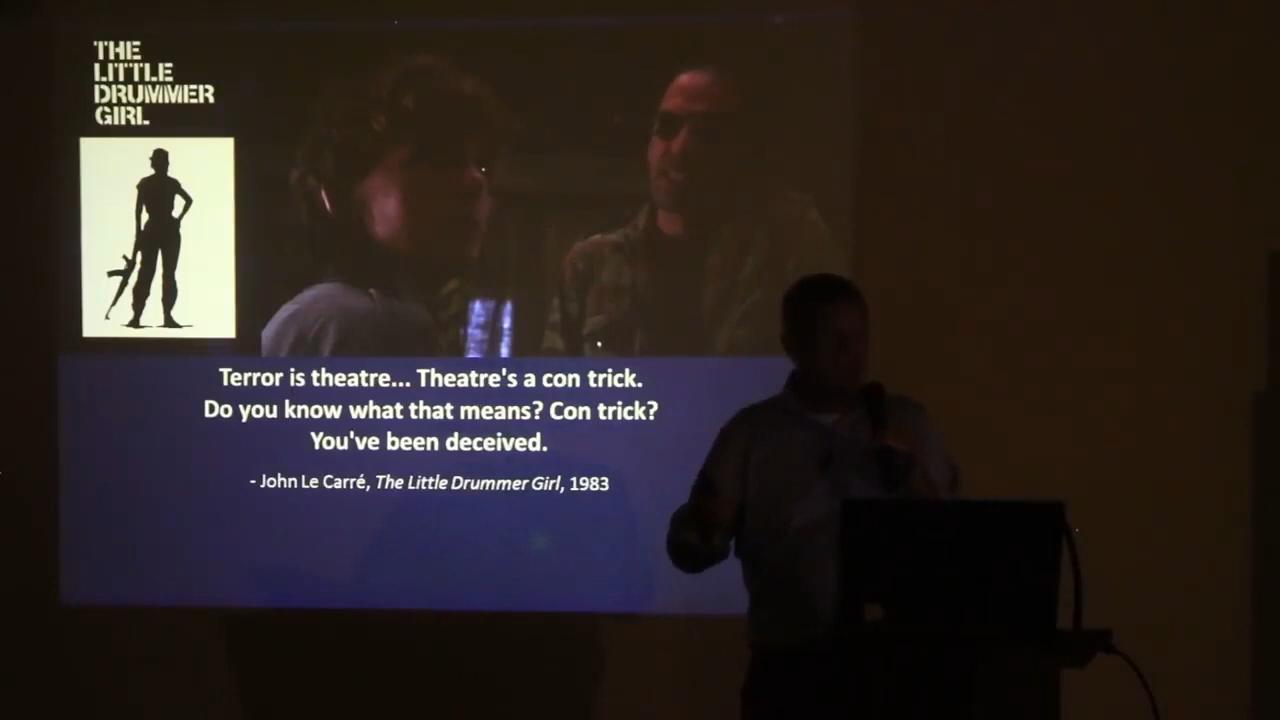 THE
LITTLE
DRUMMER
GIRL
Terror is theatre... Theatre's a con trick.
Do you know what that means? Con trick?
You've been deceived.
- John Le Carré, The Little Drummer Girl, 1983